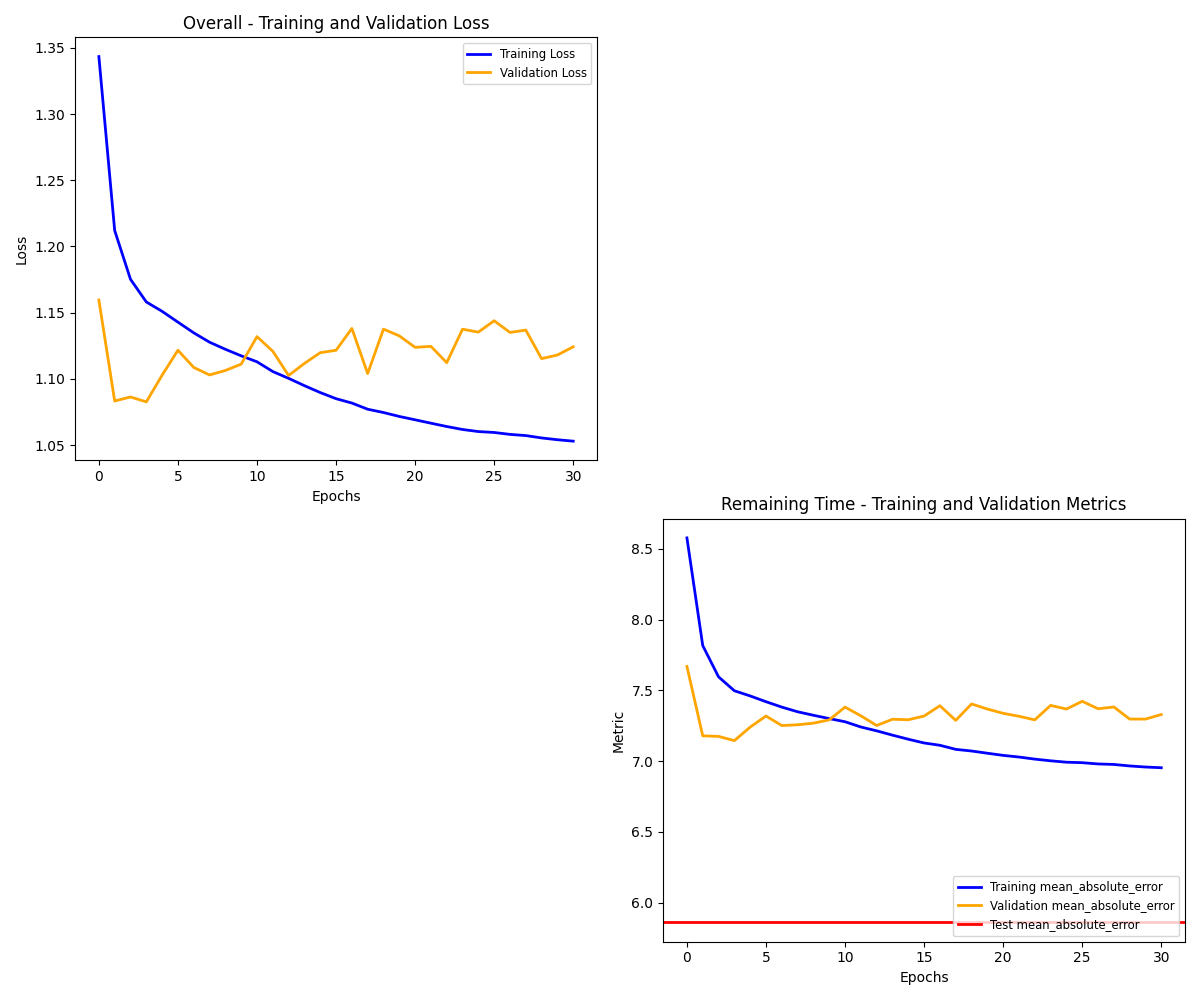 Overall - Training and Validation Loss
1.35
1.30
1.25
1.20
1.15
1.10
1.05
Loss
Training Loss
Validation Loss
0 5 10 15 20 25 30
Epochs
Remaining Time - Training and Validation Metrics
8.5
8.0
7.5
7.0
6.5
6.0
Metric
Training mean_absolute_error
Validation mean_absolute_error
Test mean_absolute_error
0 5 10 15 20 25 30
Epochs